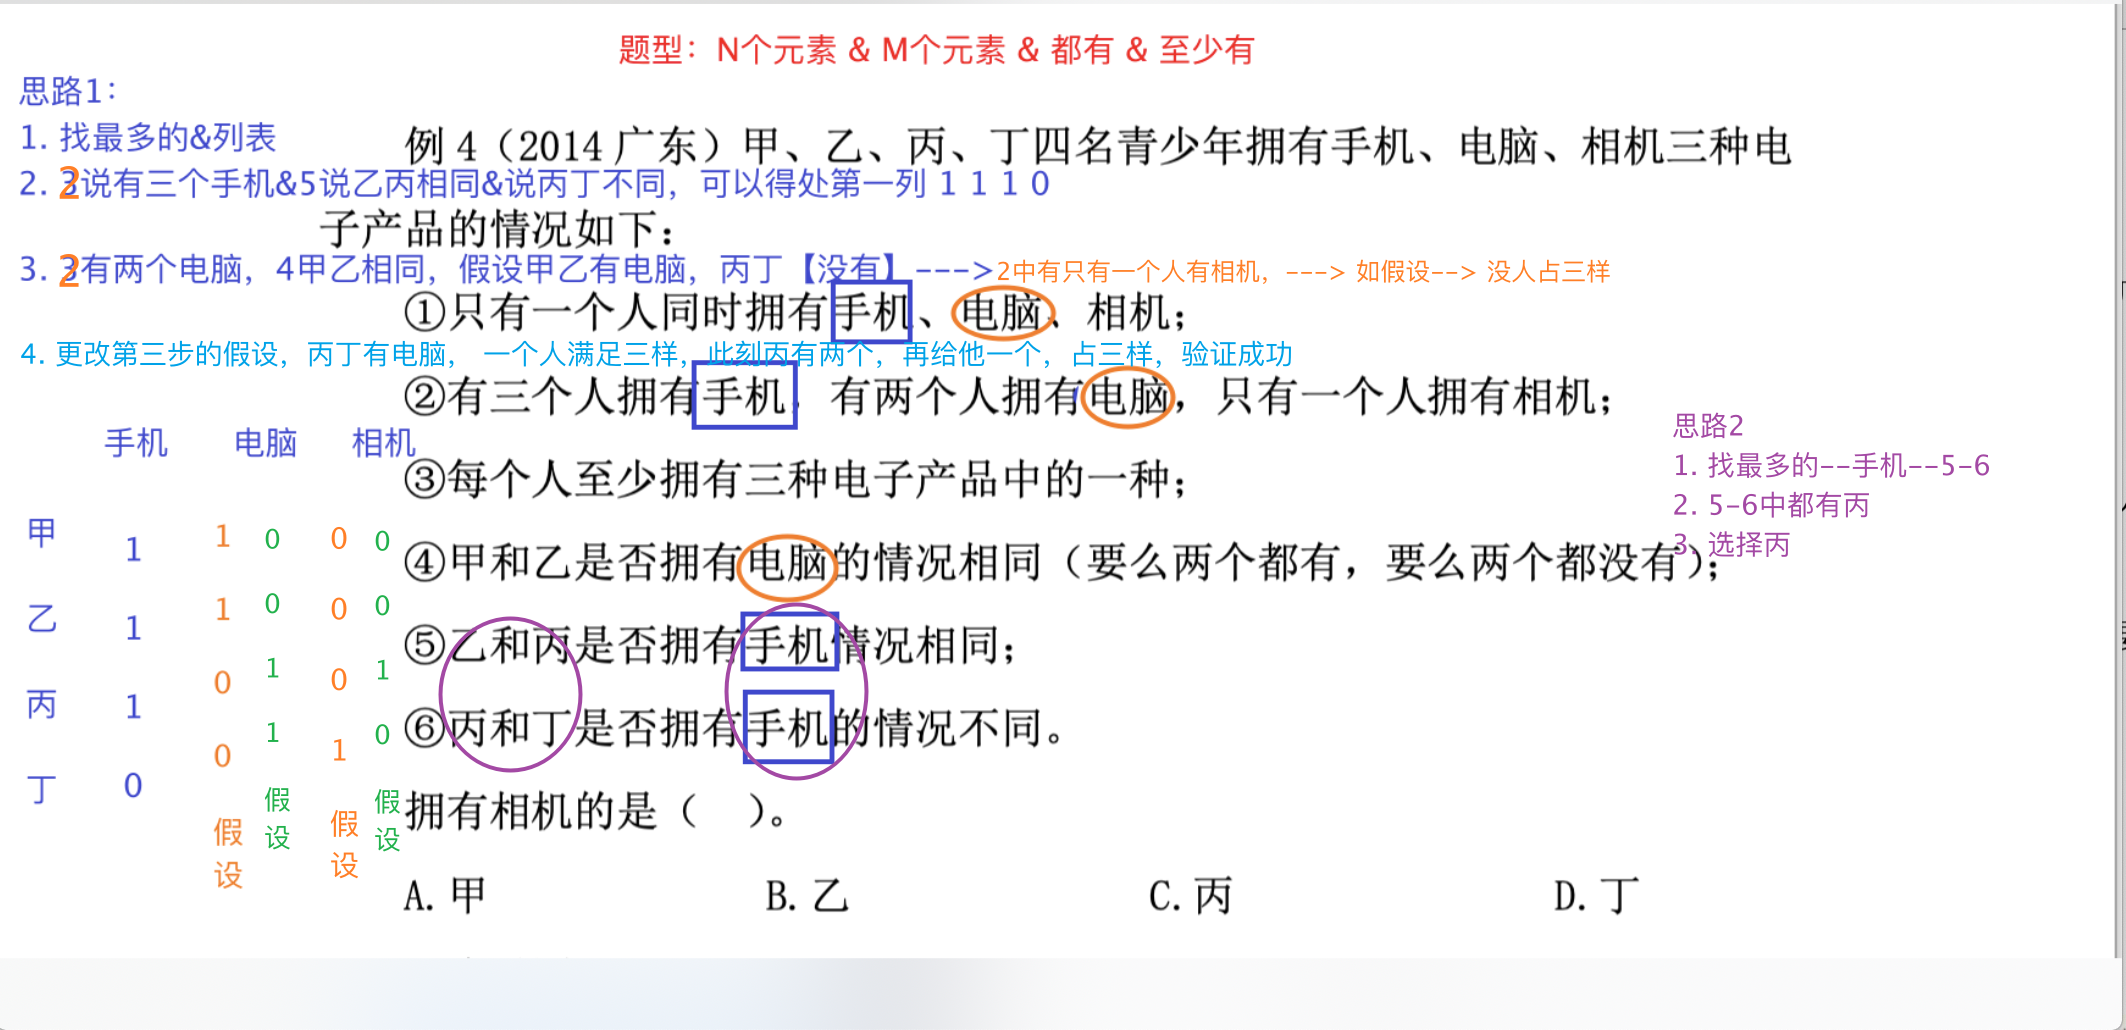 题型：N个元素 & M个元素 & 都有 & 至少有
思路1：
1. 找最多的&列表
例 4（2014 广东）甲、乙、丙、丁四名青少年拥有手机、电脑、相机三种电
2. 2说有三个手机&5说乙丙相同&说丙丁不同，可以得处第一列 1 1 1 0
子产品的情况如下：
3. 2有两个电脑，4甲乙相同，假设甲乙有电脑，丙丁【没有】--->2中有只有一个人有相机，---> 如假设--> 没人占三样
①只有一个人同时拥有手机、电脑、相机；
4. 更改第三步的假设，丙丁有电脑， 一个人满足三样，此刻丙有两个，再给他一个，占三样，验证成功
②有三个人拥有手机，有两个人拥有电脑，只有一个人拥有相机；
思路2
手机 电脑 相机
1. 找最多的--手机--5-6
③每个人至少拥有三种电子产品中的一种；
2. 5-6中都有丙
3. 选择丙
甲 1 1 0 0 0
④甲和乙是否拥有电脑的情况相同（要么两个都有，要么两个都没有）；
乙 1 1 0 0 0
⑤乙和丙是否拥有手机情况相同；
丙 1 0 1 0 1
⑥丙和丁是否拥有手机的情况不同。
丁 0 0 1 1 0
假设 假设 假设 假设
拥有相机的是（ ）。
A. 甲 B. 乙 C. 丙 D. 丁